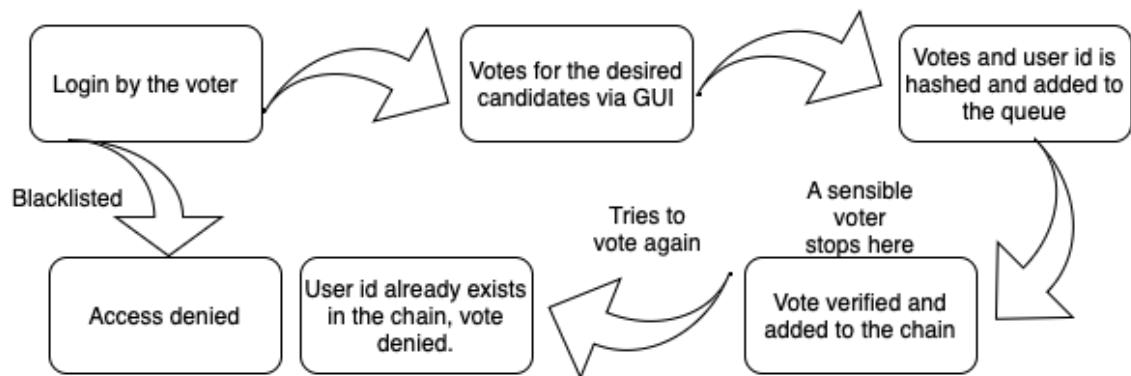 Login by the voter
Votes for the desired
candidates via GUI
Votes and user id is
hashed and added to
the queue
Blacklisted
Tries to
vote again
A sensible
voter
stops here
Access denied
User id already exists
in the chain, vote
denied.
Vote verified and
added to the chain